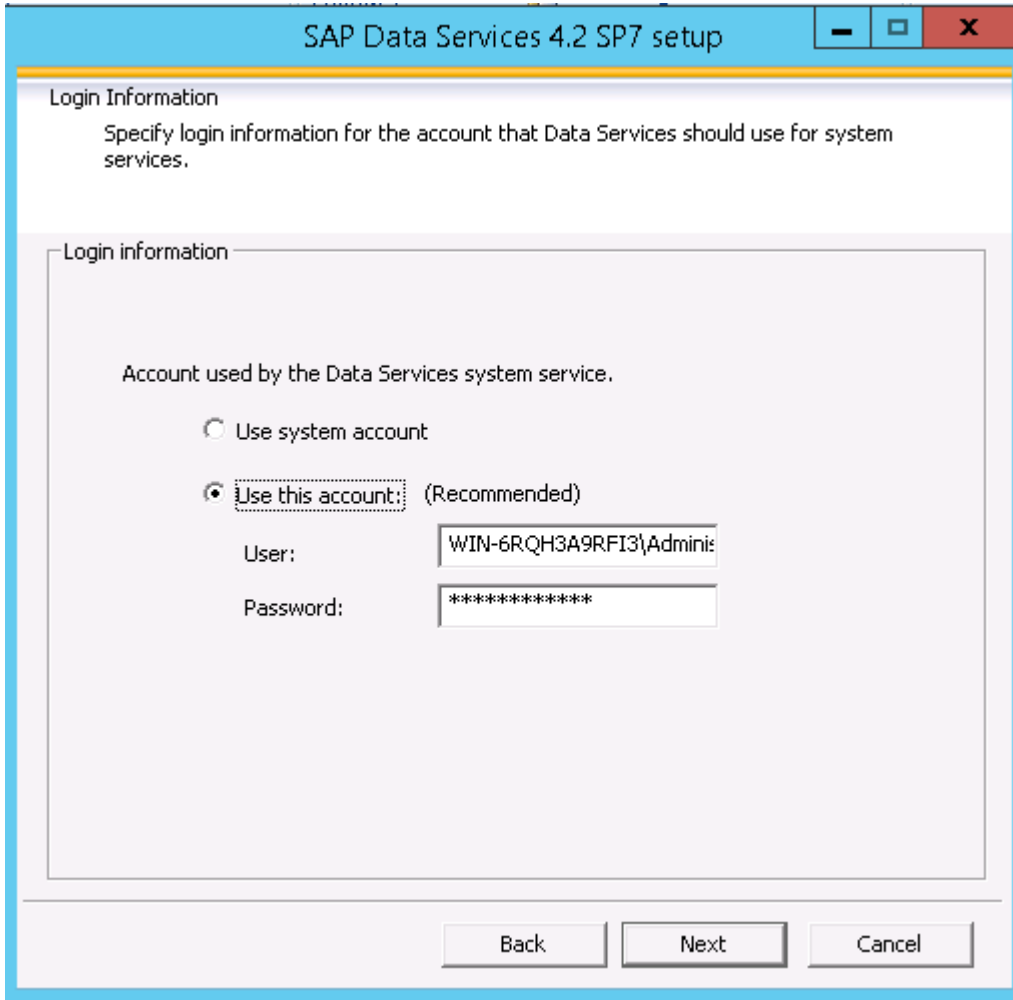 SAP Data Services 4.2 SP7 setup
Login Information
Specify login information for the account that Data Services should use for system
services.
Login information
Account used by the Data Services system service.
Use system account
Use this account: (Recommended)
User: WIN-6RQH3A9RFI3\Adminis
Password: ************
Back Next Cancel